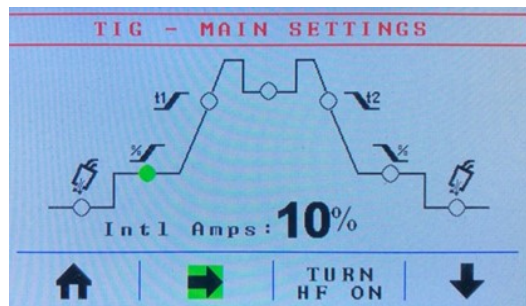 TIG - MAIN SETTINGS
t1
t2
%
%
Intl Amps: 10%
TURN
HF ON